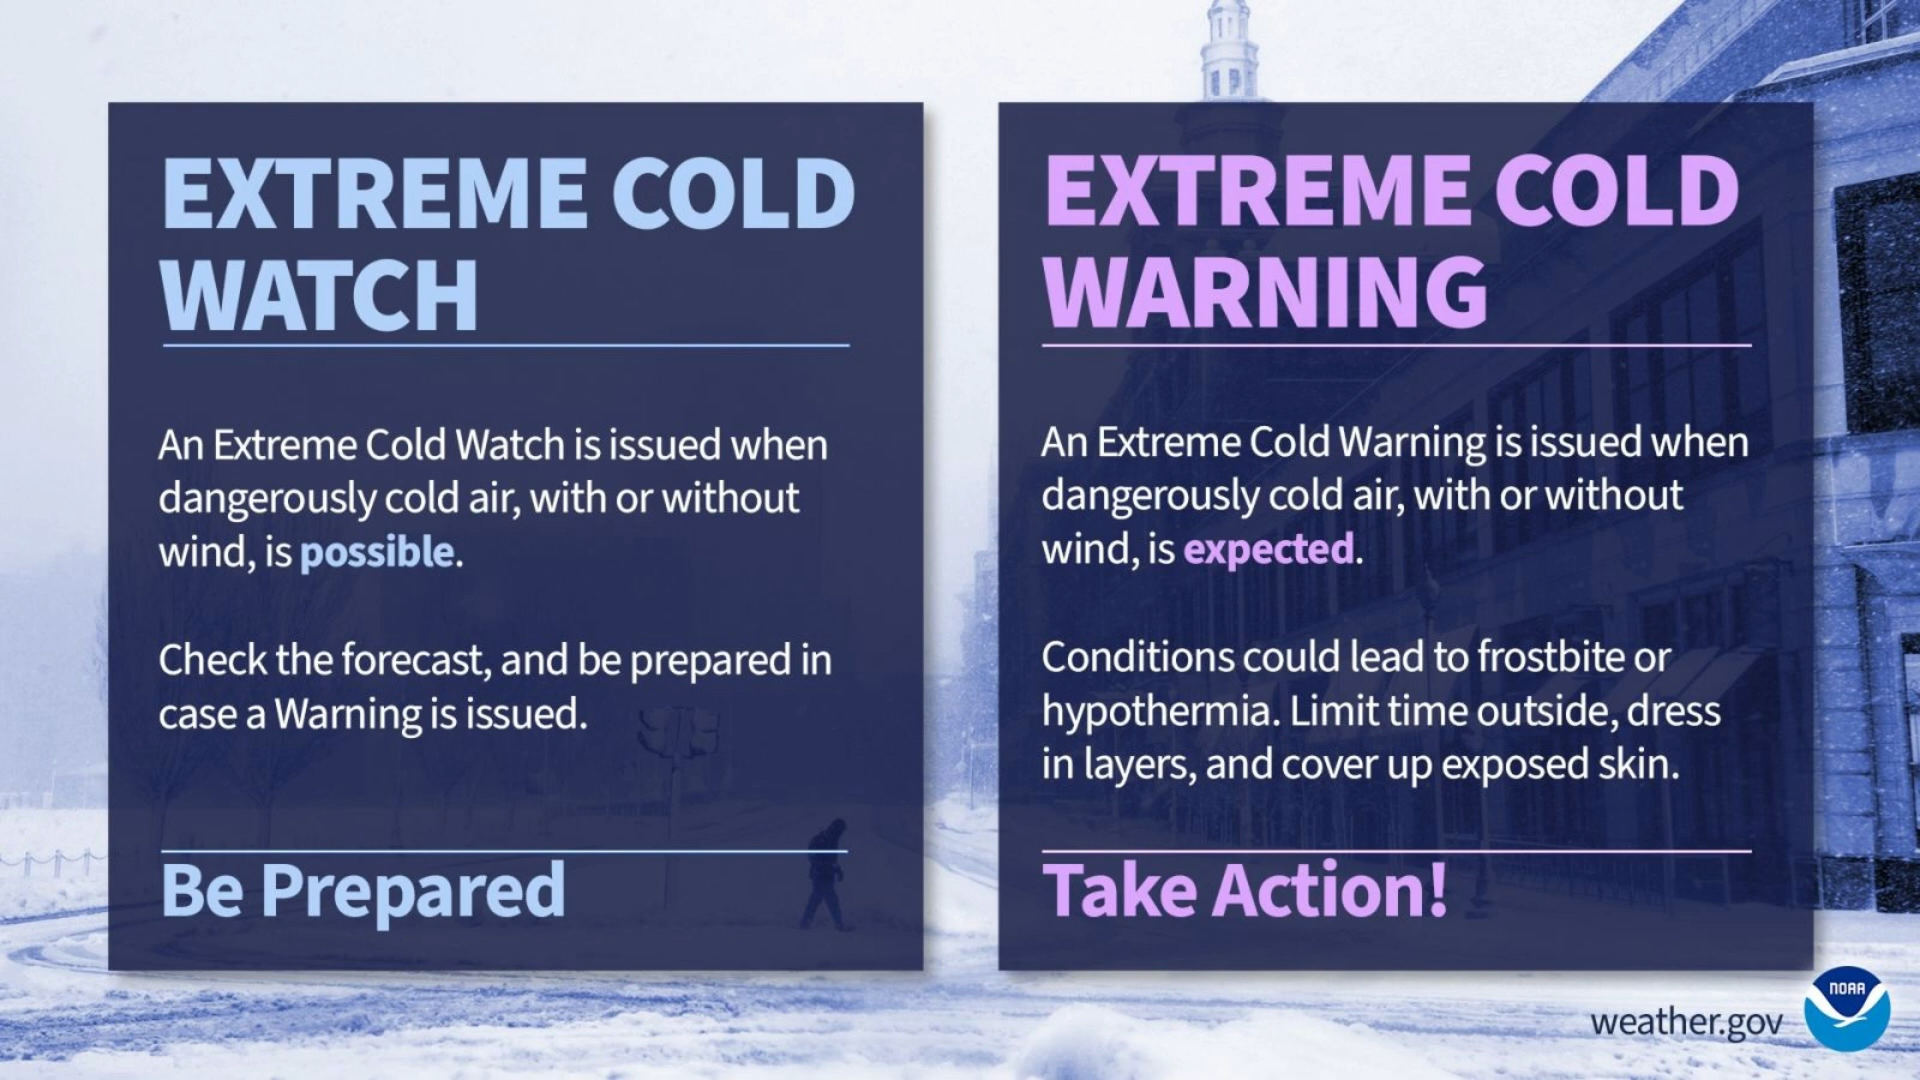 EXTREME COLD
WATCH
An Extreme Cold Watch is issued when
dangerously cold air, with or without
wind, is possible.
Check the forecast, and be prepared in
case a Warning is issued.
Be Prepared
EXTREME COLD
WARNING
An Extreme Cold Warning is issued when
dangerously cold air, with or without
wind, is expected.
Conditions could lead to frostbite or
hypothermia. Limit time outside, dress
in layers, and cover up exposed skin.
Take Action!
weather.gov
NOAA